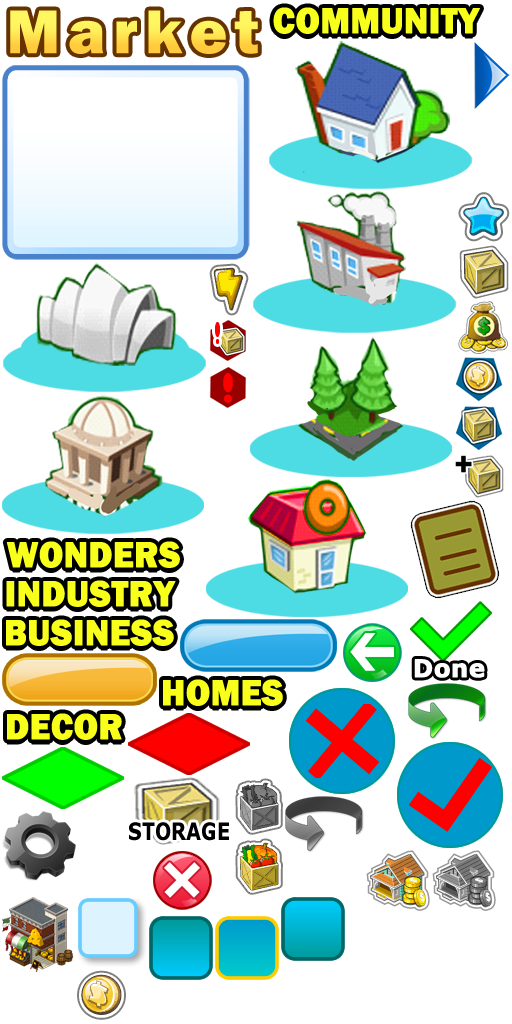 Market
COMMUNITY
WONDERS
INDUSTRY
BUSINESS
HOMES
Done
DECOR
STORAGE